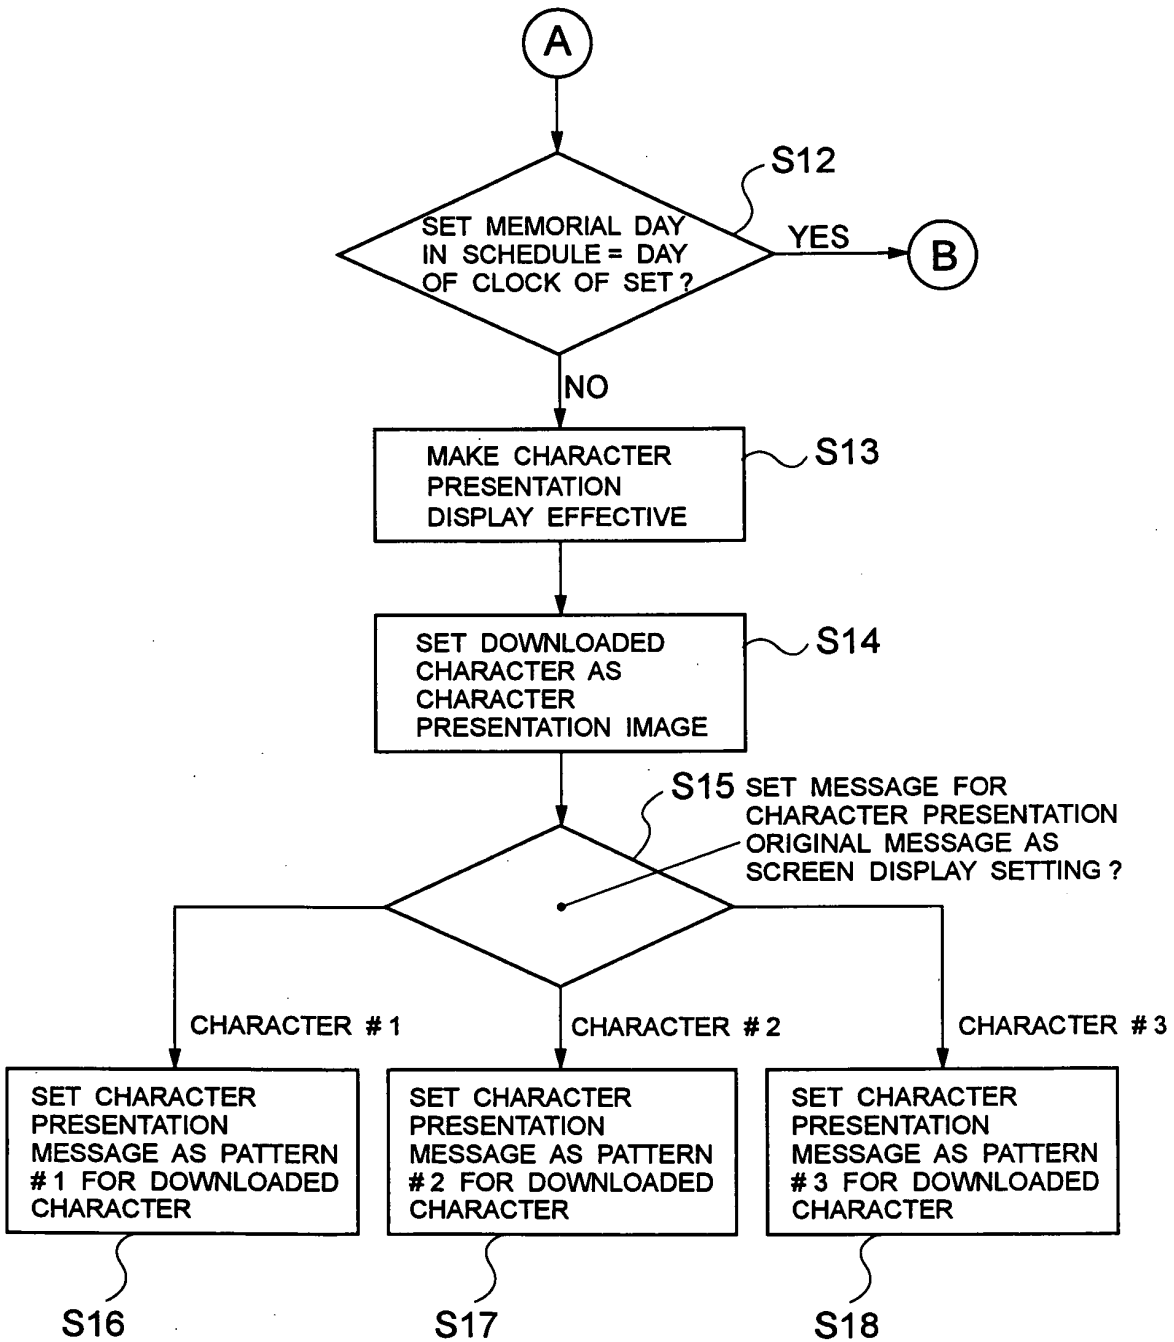 A
S12
SET MEMORIAL DAY
IN SCHEDULE = DAY
OF CLOCK OF SET ?
YES
B
NO
S13
MAKE CHARACTER
PRESENTATION
DISPLAY EFFECTIVE
S14
SET DOWNLOADED
CHARACTER AS
CHARACTER
PRESENTATION IMAGE
S15
SET MESSAGE FOR
CHARACTER PRESENTATION
ORIGINAL MESSAGE AS
SCREEN DISPLAY SETTING ?
CHARACTER # 1
CHARACTER # 2
CHARACTER # 3
SET CHARACTER
PRESENTATION
MESSAGE AS PATTERN
# 1 FOR DOWNLOADED
CHARACTER
SET CHARACTER
PRESENTATION
MESSAGE AS PATTERN
# 2 FOR DOWNLOADED
CHARACTER
SET CHARACTER
PRESENTATION
MESSAGE AS PATTERN
# 3 FOR DOWNLOADED
CHARACTER
S16
S17
S18